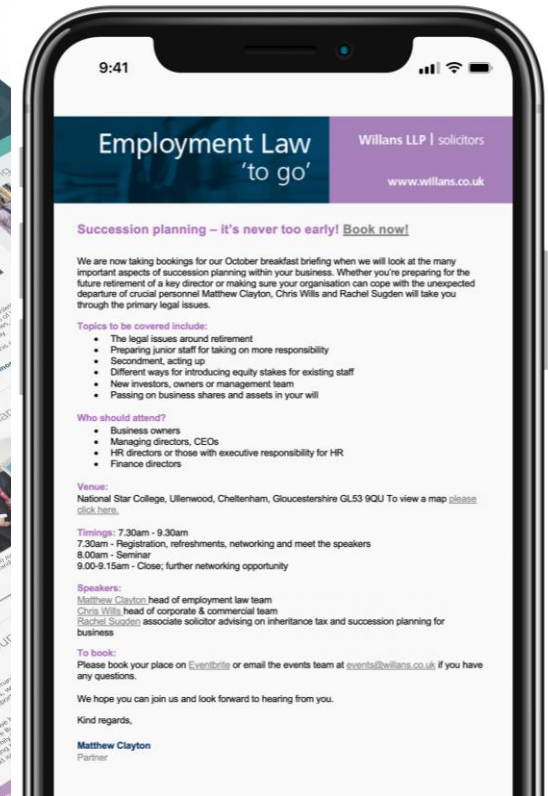 9:41
Employment Law
'to go'
Willans LLP | solicitors
www.willans.co.uk
Succession planning – it's never too early! Book now!
We are now taking bookings for our October breakfast briefing when we will look at the many
important aspects of succession planning within your business. Whether you're preparing for the
future retirement of a key director or making sure your organisation can cope with the unexpected
departure of crucial personnel Matthew Clayton, Chris Wills and Rachel Sugden will take you
through the primary legal issues.
Topics to be covered include:
• The legal issues around retirement
• Preparing junior staff for taking on more responsibility
• Secondment, acting up
• Different ways for introducing equity stakes for existing staff
• New investors, owners or management team
• Passing on business shares and assets in your will
Who should attend?
• Business owners
• Managing directors, CEOs
• HR directors or those with executive responsibility for HR
• Finance directors
Venue:
National Star College, Ullenwood, Cheltenham, Gloucestershire GL53 9QU To view a map please
click here.
Timings: 7.30am - 9.30am
7.30am - Registration, refreshments, networking and meet the speakers
8.00am - Seminar
9.00-9.15am - Close; further networking opportunity
Speakers:
Matthew Clayton head of employment law team
Chris Wills head of corporate & commercial team
Rachel Sugden associate solicitor advising on inheritance tax and succession planning for
business
To book:
Please book your place on Eventbrite or email the events team at events@willans.co.uk if you have
any questions.
We hope you can join us and look forward to hearing from you.
Kind regards,
Matthew Clayton
Partner